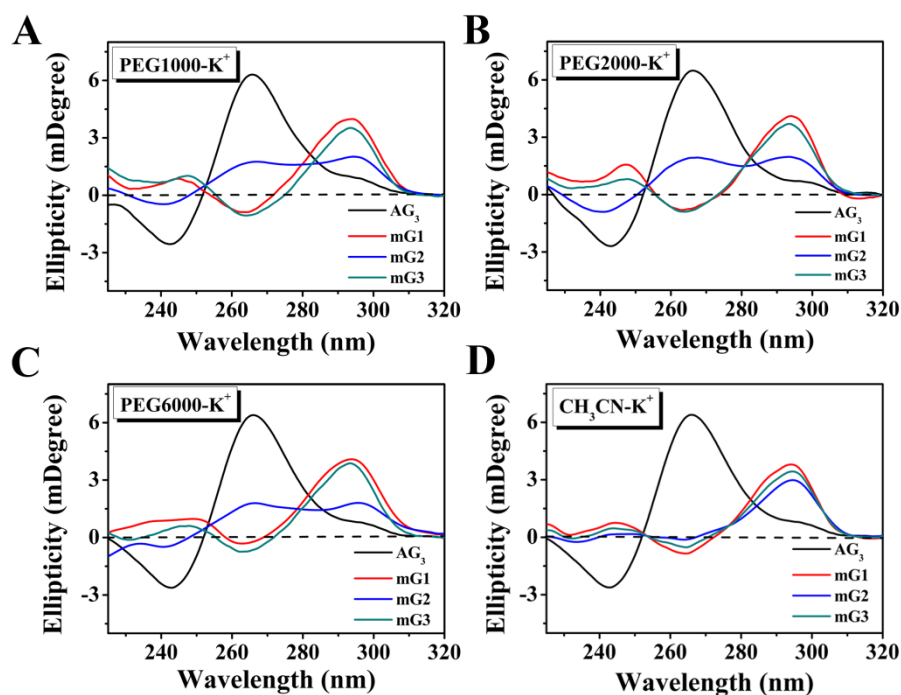 A
PEG1000-K⁺
Ellipticity (mDegree)
6
3
0
-3
AG₃
mG1
mG2
mG3
240 260 280 300 320
Wavelength (nm)
B
PEG2000-K⁺
Ellipticity (mDegree)
6
3
0
-3
AG₃
mG1
mG2
mG3
240 260 280 300 320
Wavelength (nm)
C
PEG6000-K⁺
Ellipticity (mDegree)
6
3
0
-3
AG₃
mG1
mG2
mG3
240 260 280 300 320
Wavelength (nm)
D
CH₃CN-K⁺
Ellipticity (mDegree)
6
3
0
-3
AG₃
mG1
mG2
mG3
240 260 280 300 320
Wavelength (nm)